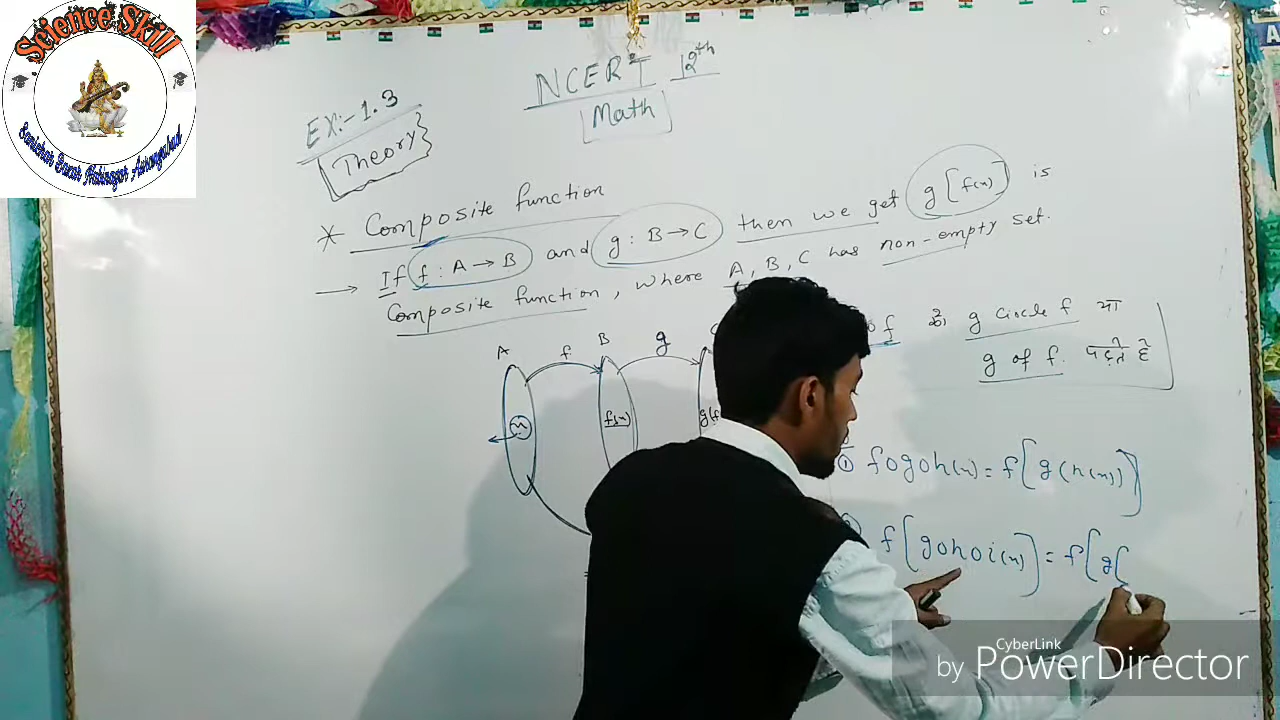 Science Skill
NCERT 12th
Math
EX:- 1.3
Theory
* Composite function
→ If f : A → B and g : B → C then we get g[f(x)] is
Composite function, where A, B, C has non-empty set.
of को g circle f या
g of f. पढ़ते है
A f B g C
x f(x) g(f
① fogoh(x) = f[g(h(x))]
f[gohoi(x)] = f[g(
CyberLink
by PowerDirector